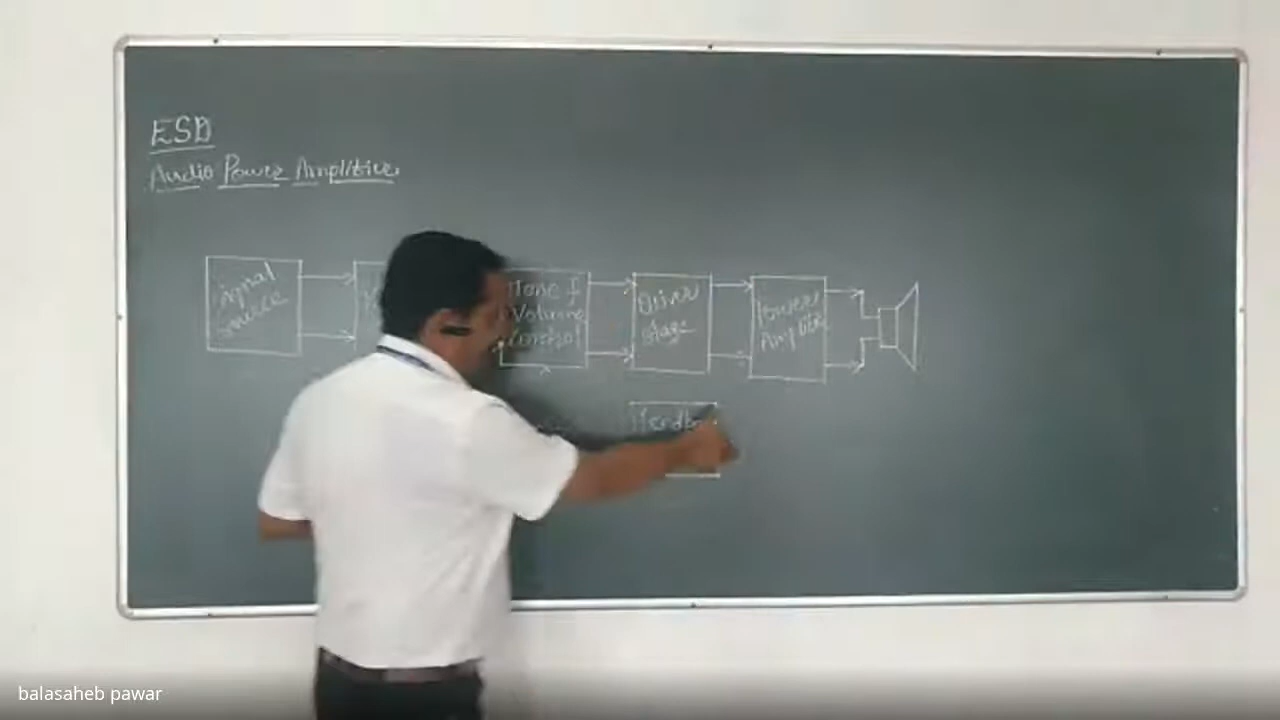 ESD
Audio Power Amplifier
Signal
source
Tone &
Volume
Control
Driver
stage
Power
Amplifier
balasaheb pawar